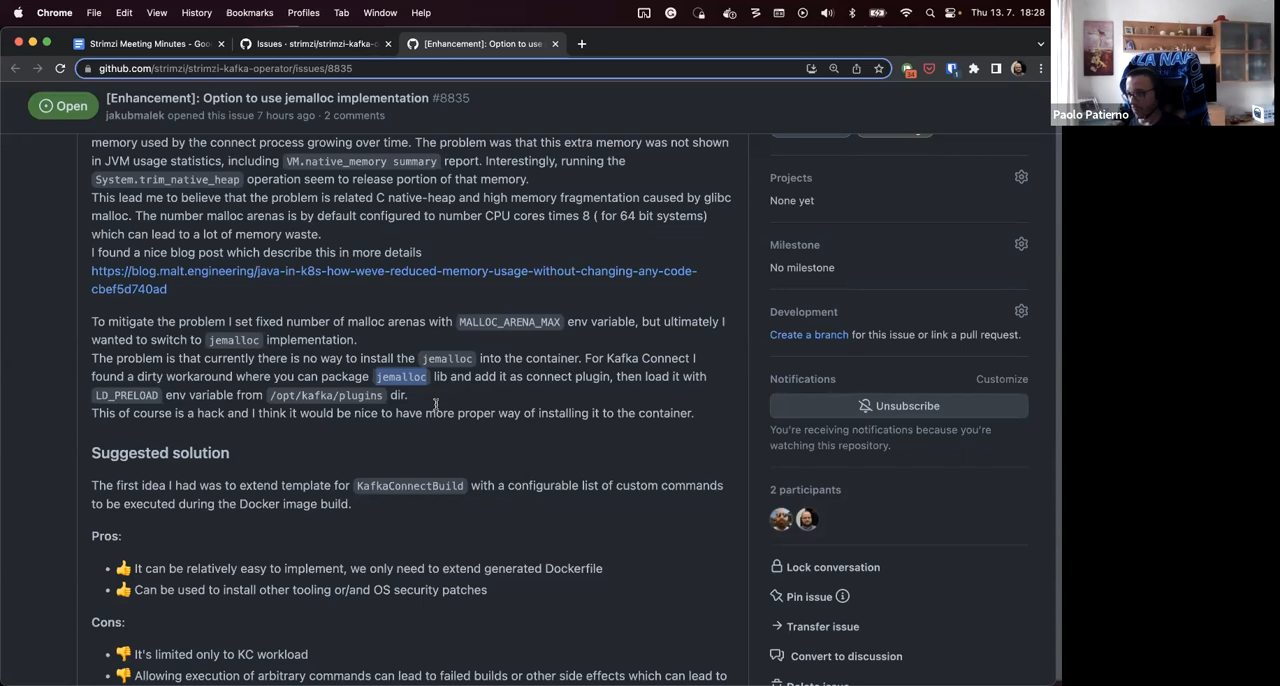 Chrome File Edit View History Bookmarks Profiles Tab Window Help
Thu 13. 7. 18:28
Strimzi Meeting Minutes - Goo
Issues · strimzi/strimzi-kafka-o
[Enhancement]: Option to use
github.com/strimzi/strimzi-kafka-operator/issues/8835
Paolo Patierno
Open
[Enhancement]: Option to use jemalloc implementation #8835
jakubmalek opened this issue 7 hours ago · 2 comments
memory used by the connect process growing over time. The problem was that this extra memory was not shown
in JVM usage statistics, including VM.native_memory summary report. Interestingly, running the
System.trim_native_heap operation seem to release portion of that memory.
This lead me to believe that the problem is related C native-heap and high memory fragmentation caused by glibc
malloc. The number malloc arenas is by default configured to number CPU cores times 8 ( for 64 bit systems)
which can lead to a lot of memory waste.
I found a nice blog post which describe this in more details
https://blog.malt.engineering/java-in-k8s-how-weve-reduced-memory-usage-without-changing-any-code-
cbef5d740ad
To mitigate the problem I set fixed number of malloc arenas with MALLOC_ARENA_MAX env variable, but ultimately I
wanted to switch to jemalloc implementation.
The problem is that currently there is no way to install the jemalloc into the container. For Kafka Connect I
found a dirty workaround where you can package jemalloc lib and add it as connect plugin, then load it with
LD_PRELOAD env variable from /opt/kafka/plugins dir.
This of course is a hack and I think it would be nice to have more proper way of installing it to the container.
Suggested solution
The first idea I had was to extend template for KafkaConnectBuild with a configurable list of custom commands
to be executed during the Docker image build.
Pros:
• 👍 It can be relatively easy to implement, we only need to extend generated Dockerfile
• 👍 Can be used to install other tooling or/and OS security patches
Cons:
• 👎 It's limited only to KC workload
• 👎 Allowing execution of arbitrary commands can lead to failed builds or other side effects which can lead to
Projects
None yet
Milestone
No milestone
Development
Create a branch for this issue or link a pull request.
Notifications Customize
Unsubscribe
You're receiving notifications because you're
watching this repository.
2 participants
Lock conversation
Pin issue
Transfer issue
Convert to discussion
Delete issue